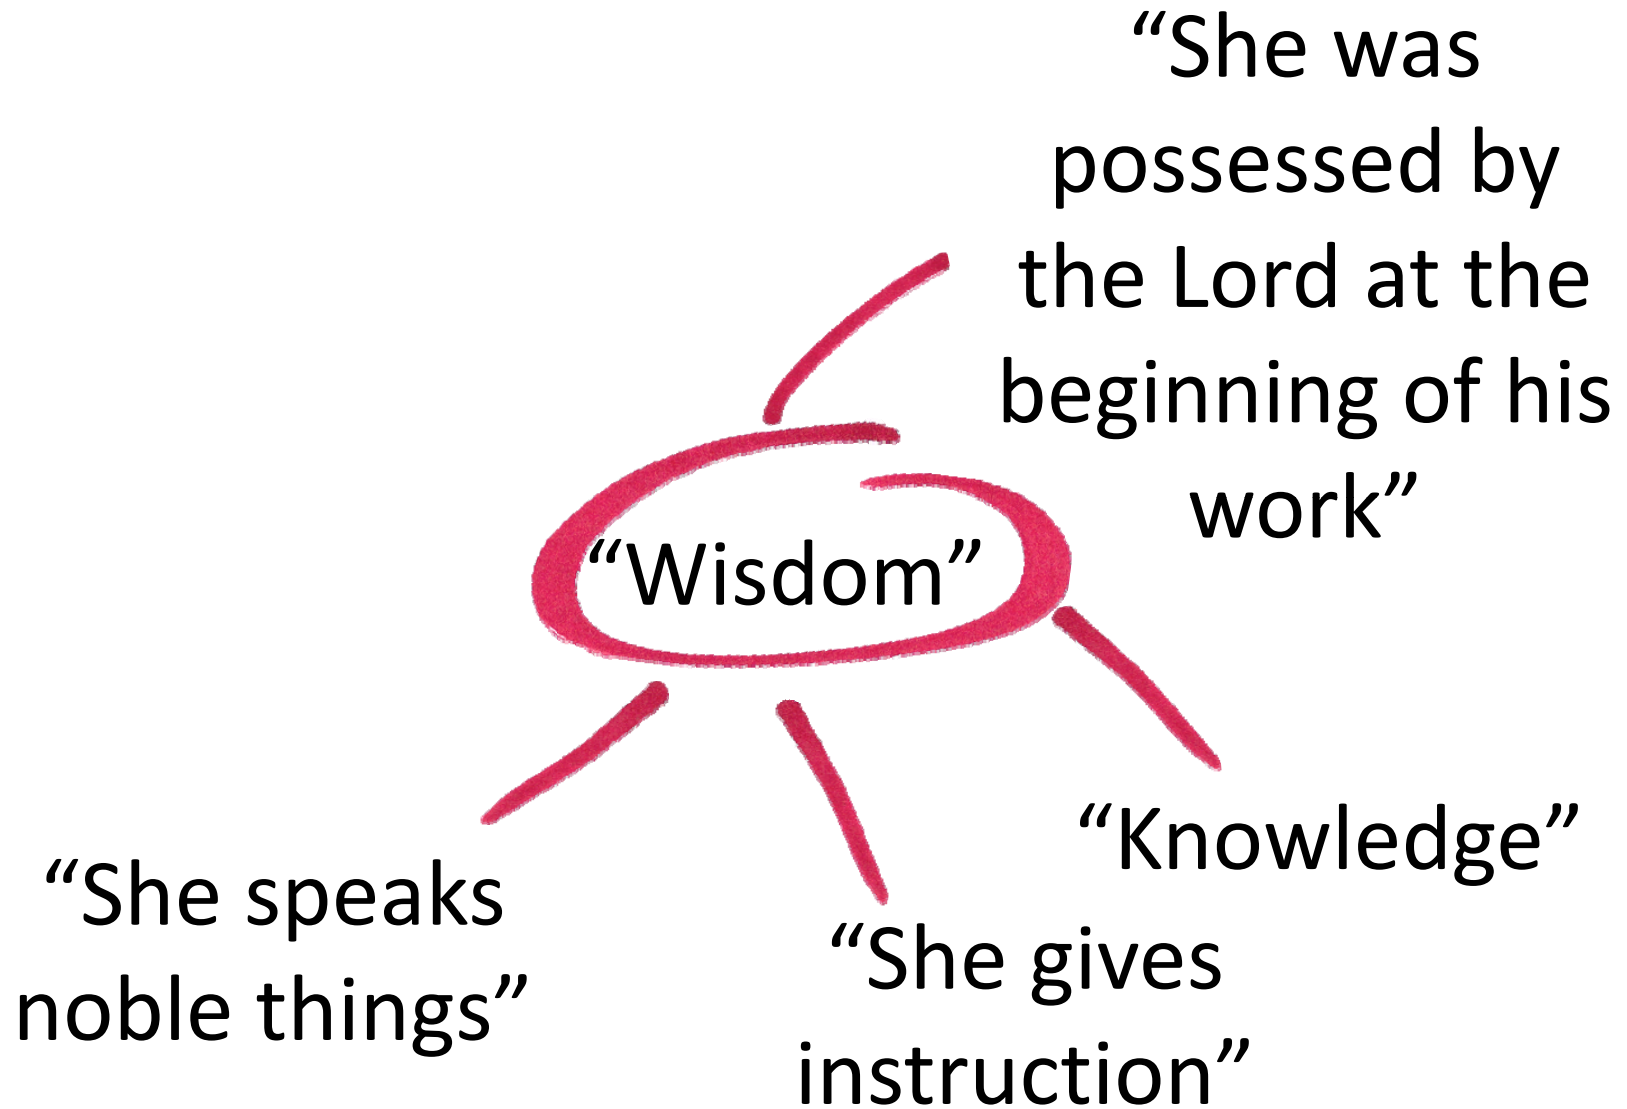 “She was
possessed by
the Lord at the
beginning of his
work”
“Wisdom”
“Knowledge”
“She speaks
noble things”
“She gives
instruction”